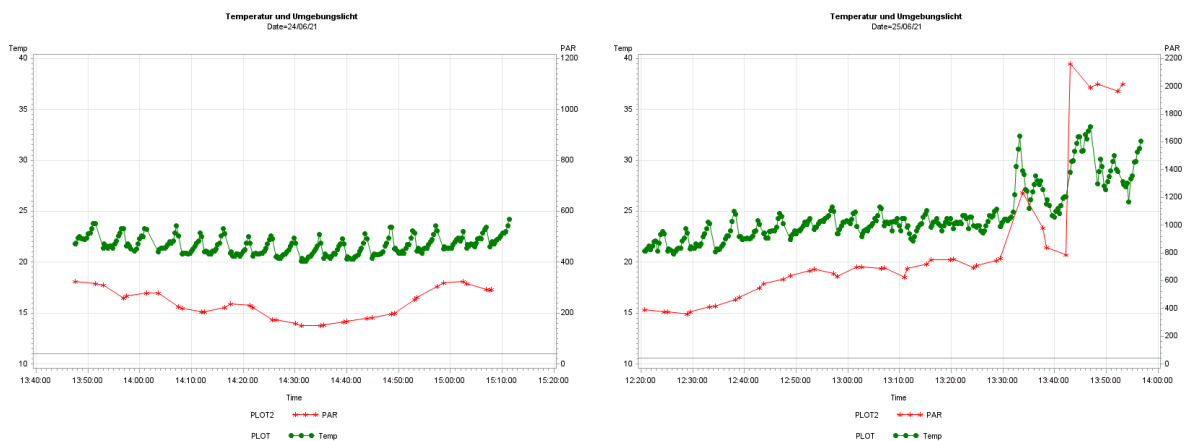 Temperatur und Umgebungslicht
Date=24/06/21
Temp
PAR
40
35
30
25
20
15
10
1200
1000
800
600
400
200
0
13:40:00 13:50:00 14:00:00 14:10:00 14:20:00 14:30:00 14:40:00 14:50:00 15:00:00 15:10:00 15:20:00
Time
PLOT2 PAR
PLOT Temp
Temperatur und Umgebungslicht
Date=25/06/21
Temp
PAR
40
35
30
25
20
15
10
2200
2000
1800
1600
1400
1200
1000
800
600
400
200
0
12:20:00 12:30:00 12:40:00 12:50:00 13:00:00 13:10:00 13:20:00 13:30:00 13:40:00 13:50:00 14:00:00
Time
PLOT2 PAR
PLOT Temp